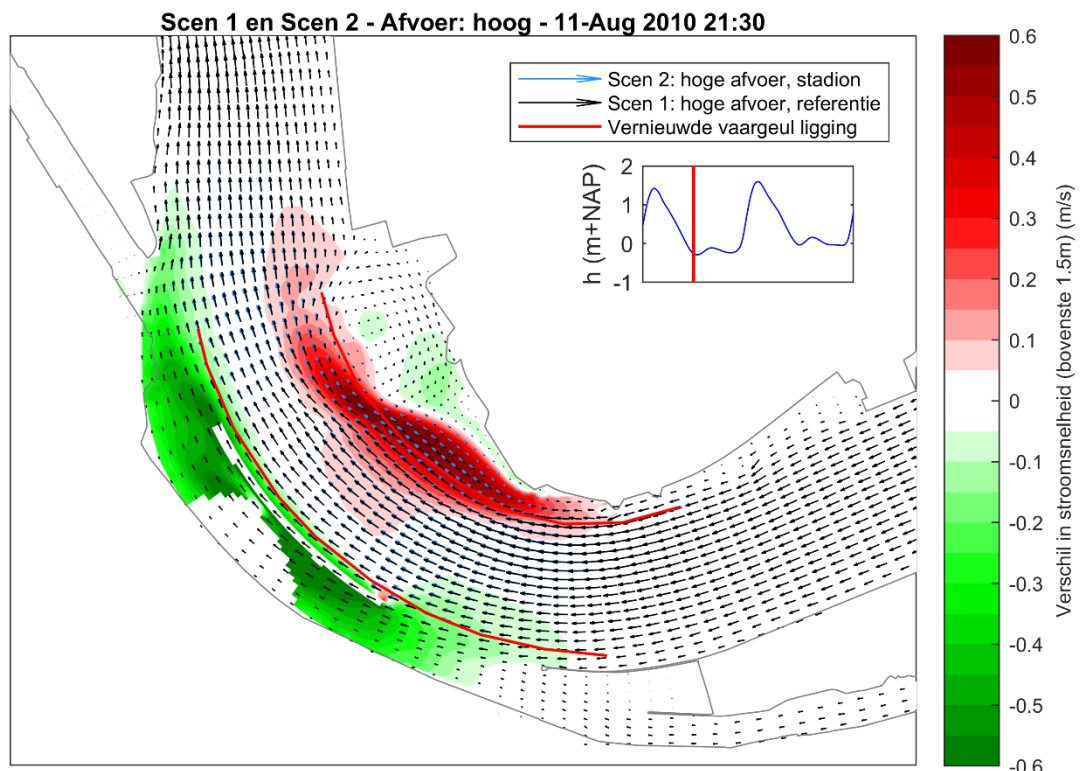 Scen 1 en Scen 2 - Afvoer: hoog - 11-Aug 2010 21:30
Scen 2: hoge afvoer, stadion
Scen 1: hoge afvoer, referentie
Vernieuwde vaargeul ligging
h (m+NAP)
2
1
0
-1
0.6
0.5
0.4
0.3
0.2
0.1
0
-0.1
-0.2
-0.3
-0.4
-0.5
-0.6
Verschil in stroomsnelheid (bovenste 1.5m) (m/s)